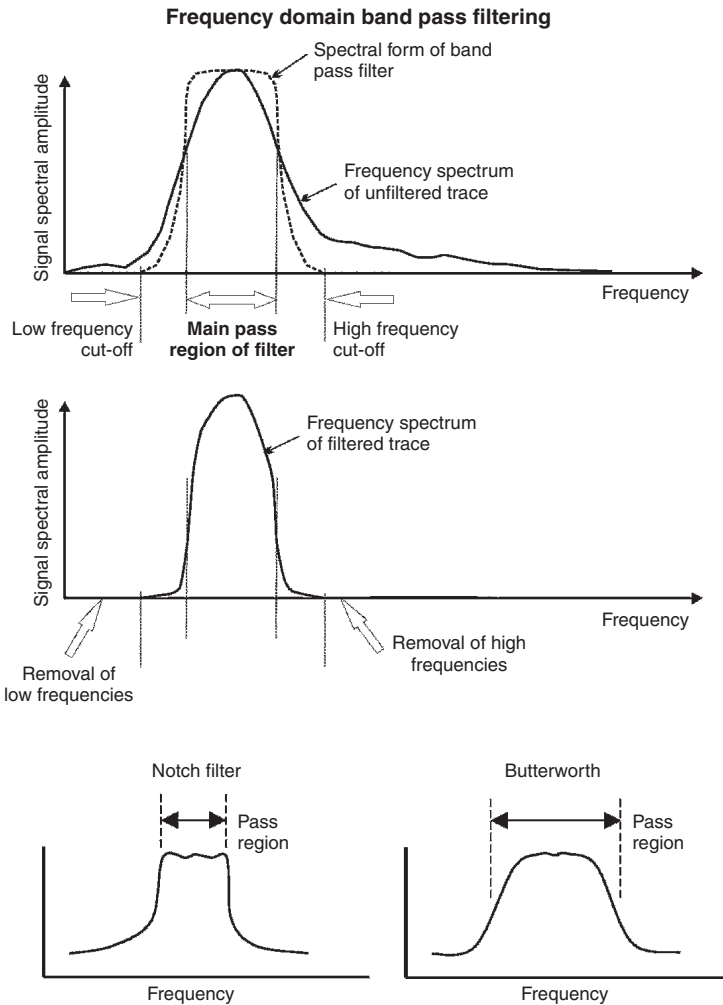 Frequency domain band pass filtering
Spectral form of band
pass filter
Signal spectral amplitude
Frequency spectrum
of unfiltered trace
Frequency
Low frequency
cut-off
Main pass
region of filter
High frequency
cut-off
Signal spectral amplitude
Frequency spectrum
of filtered trace
Frequency
Removal of
low frequencies
Removal of high
frequencies
Notch filter
Pass
region
Frequency
Butterworth
Pass
region
Frequency